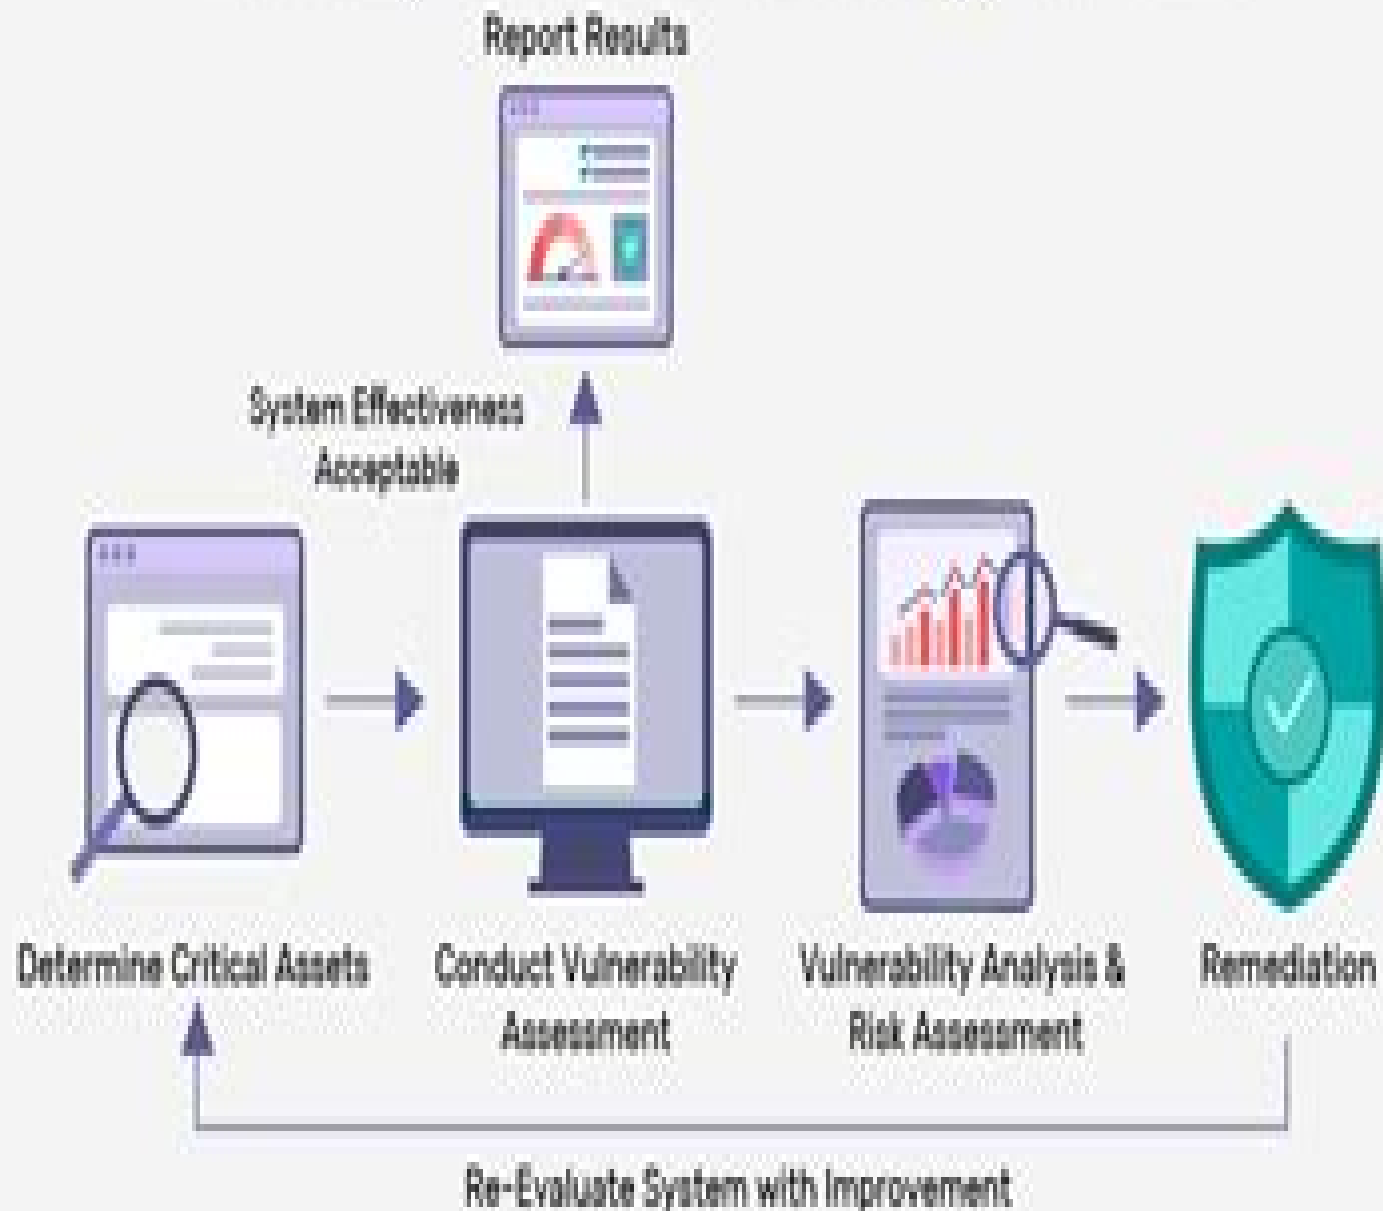 Report Results
System Effectiveness
Acceptable
Determine Critical Assets
Conduct Vulnerability
Assessment
Vulnerability Analysis &
Risk Assessment
Remediation
Re-Evaluate System with Improvement